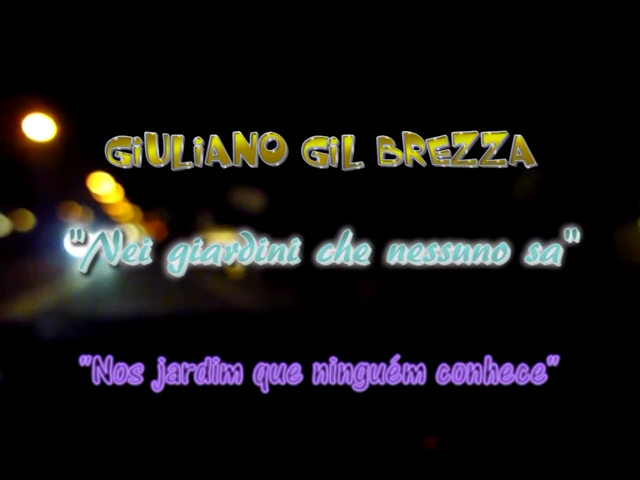 GiULiANO GiL BREZZA
"Nei giardini che nessuno sa"
"Nos jardim que ninguém conhece"